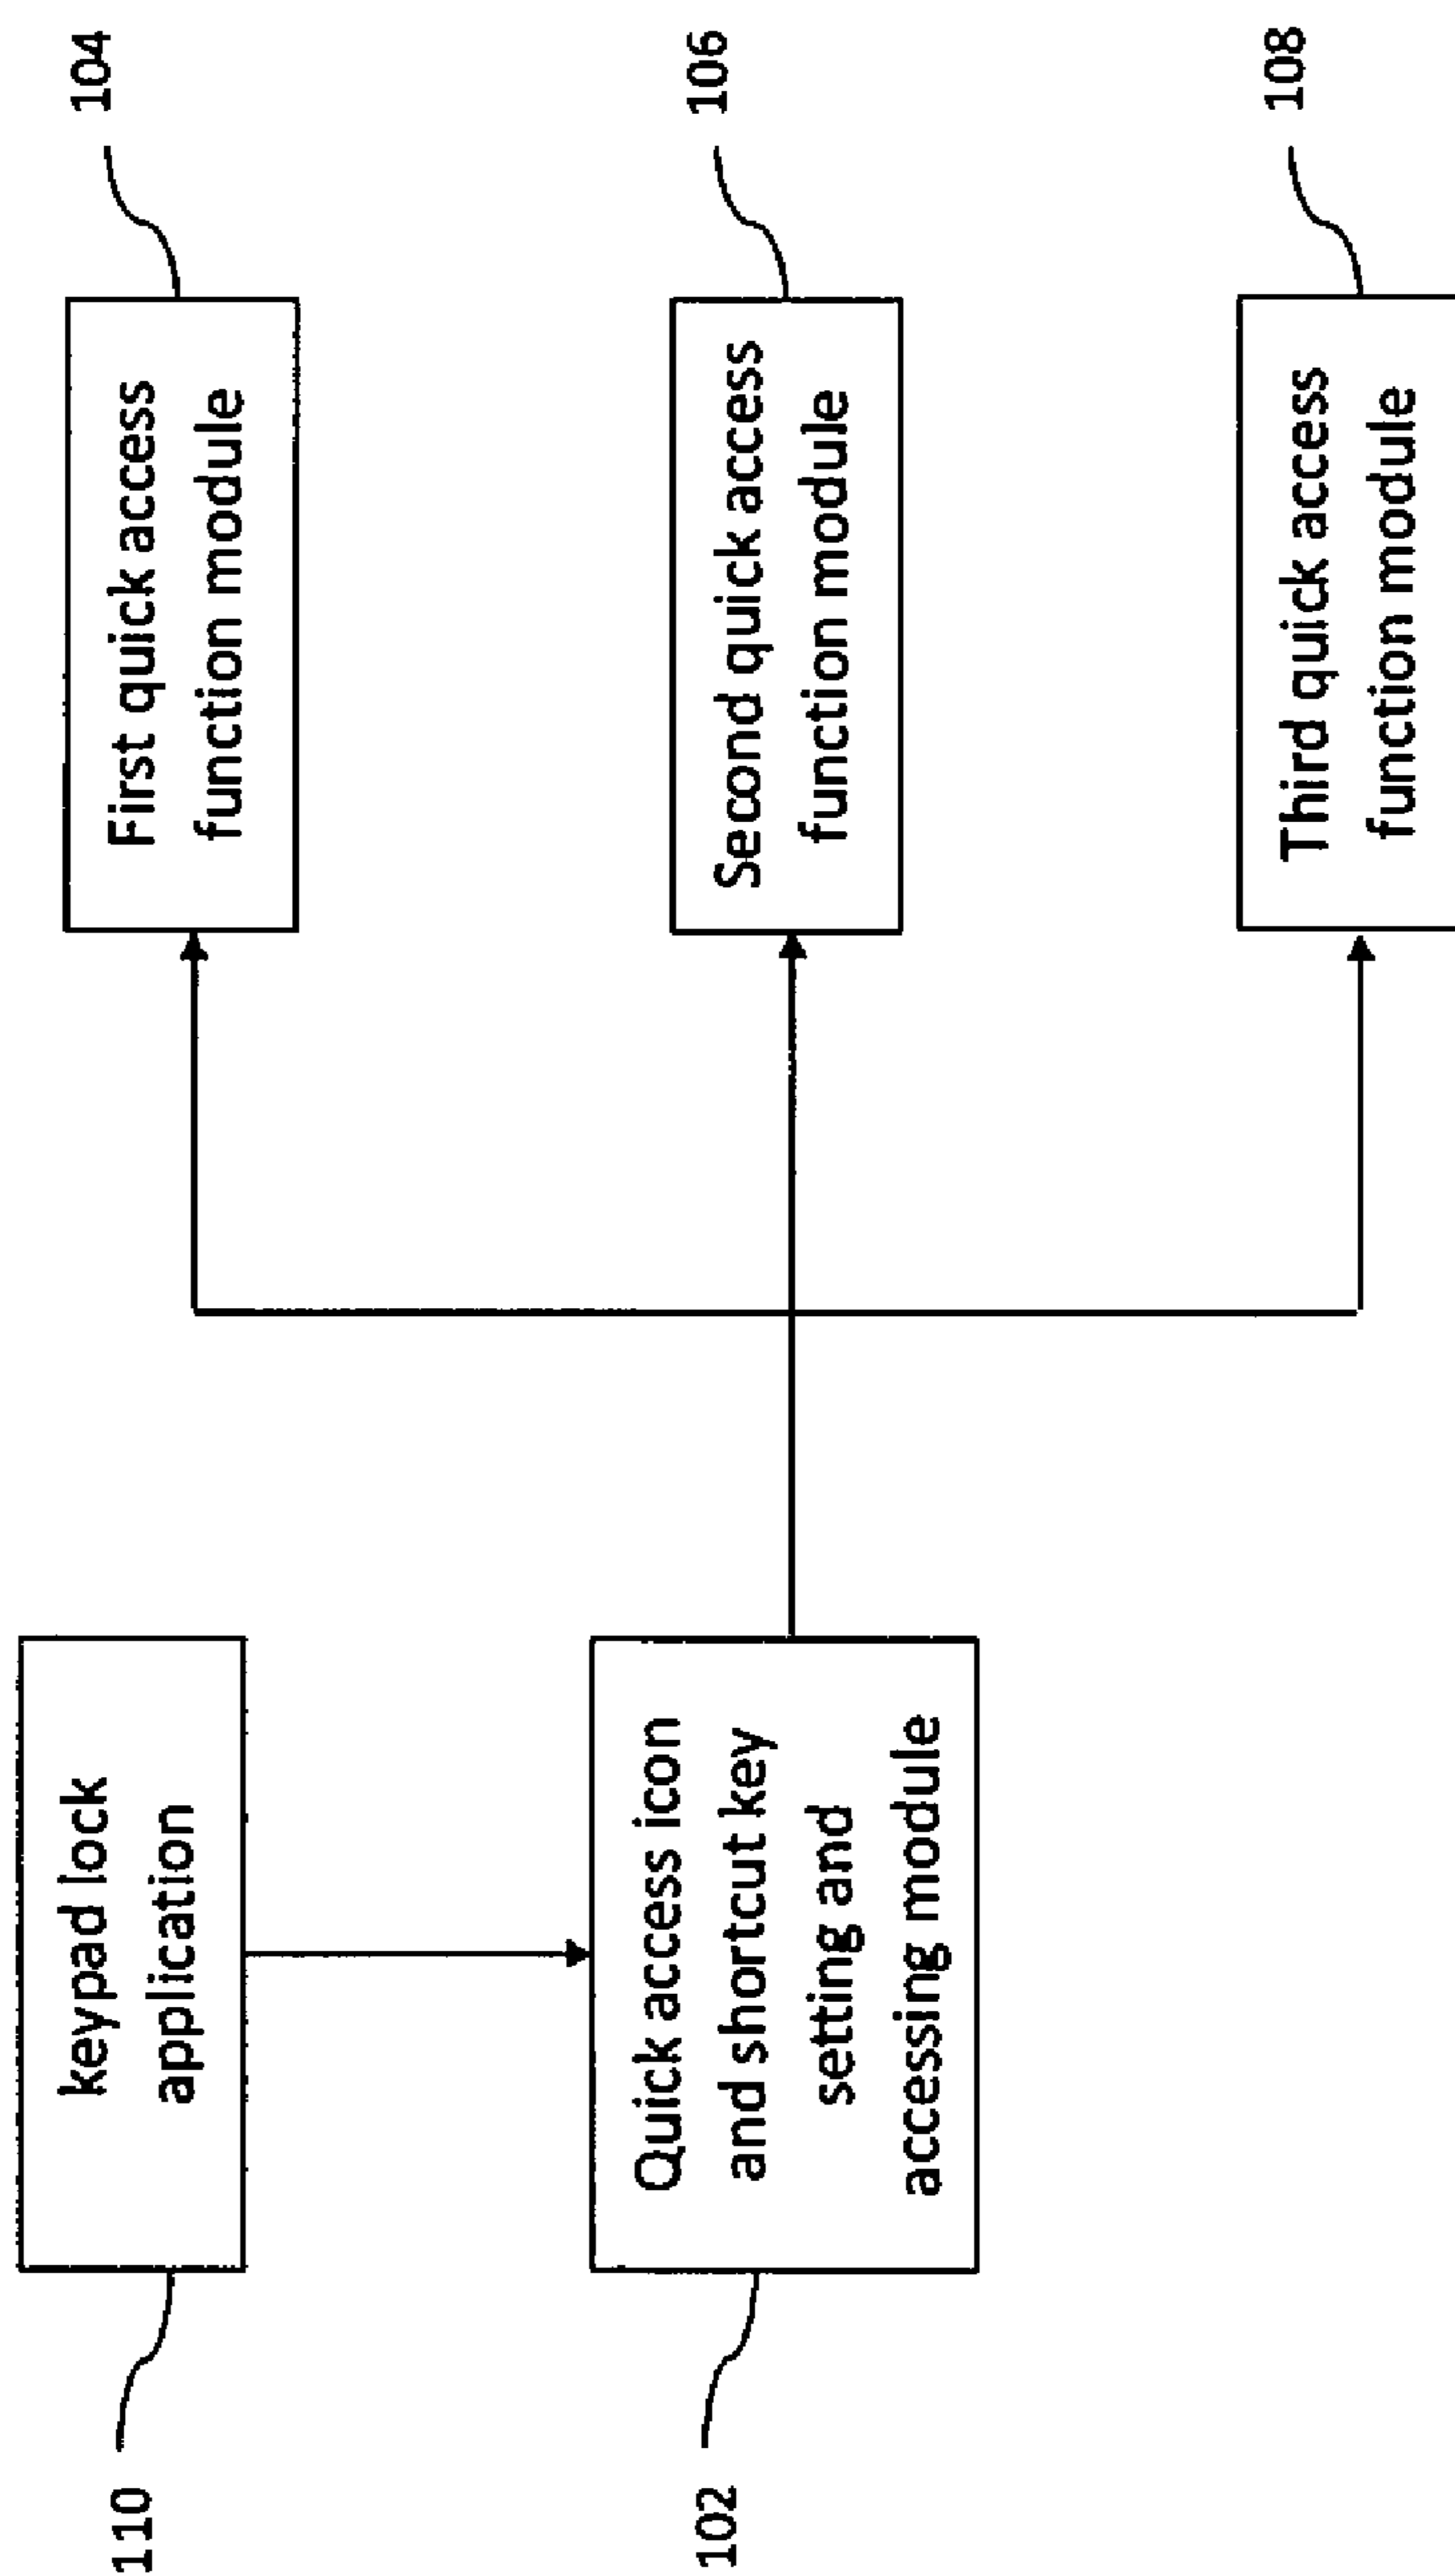 110
keypad lock
application
102
Quick access icon
and shortcut key
setting and
accessing module
First quick access
function module
104
Second quick access
function module
106
Third quick access
function module
108